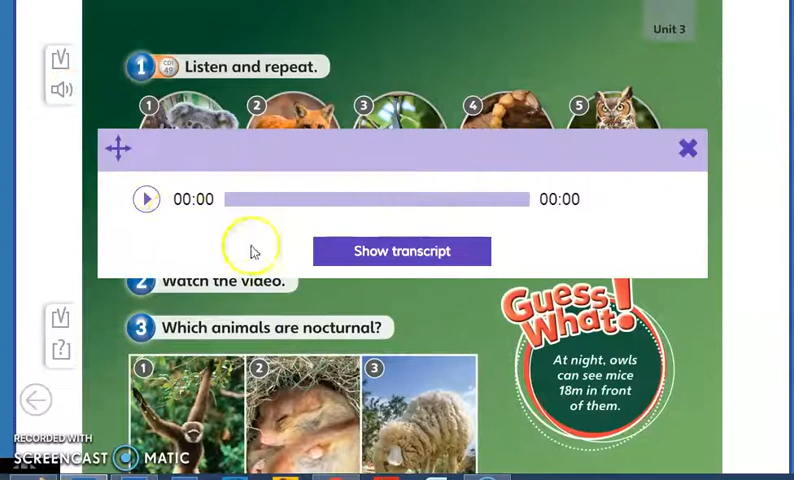 Unit 3
1 CD1 49 Listen and repeat.
1 2 3 4 5
00:00 00:00
Show transcript
2 Watch the video.
3 Which animals are nocturnal?
Guess What!
At night, owls
can see mice
18m in front
of them.
1 2 3
RECORDED WITH
SCREENCAST MATIC